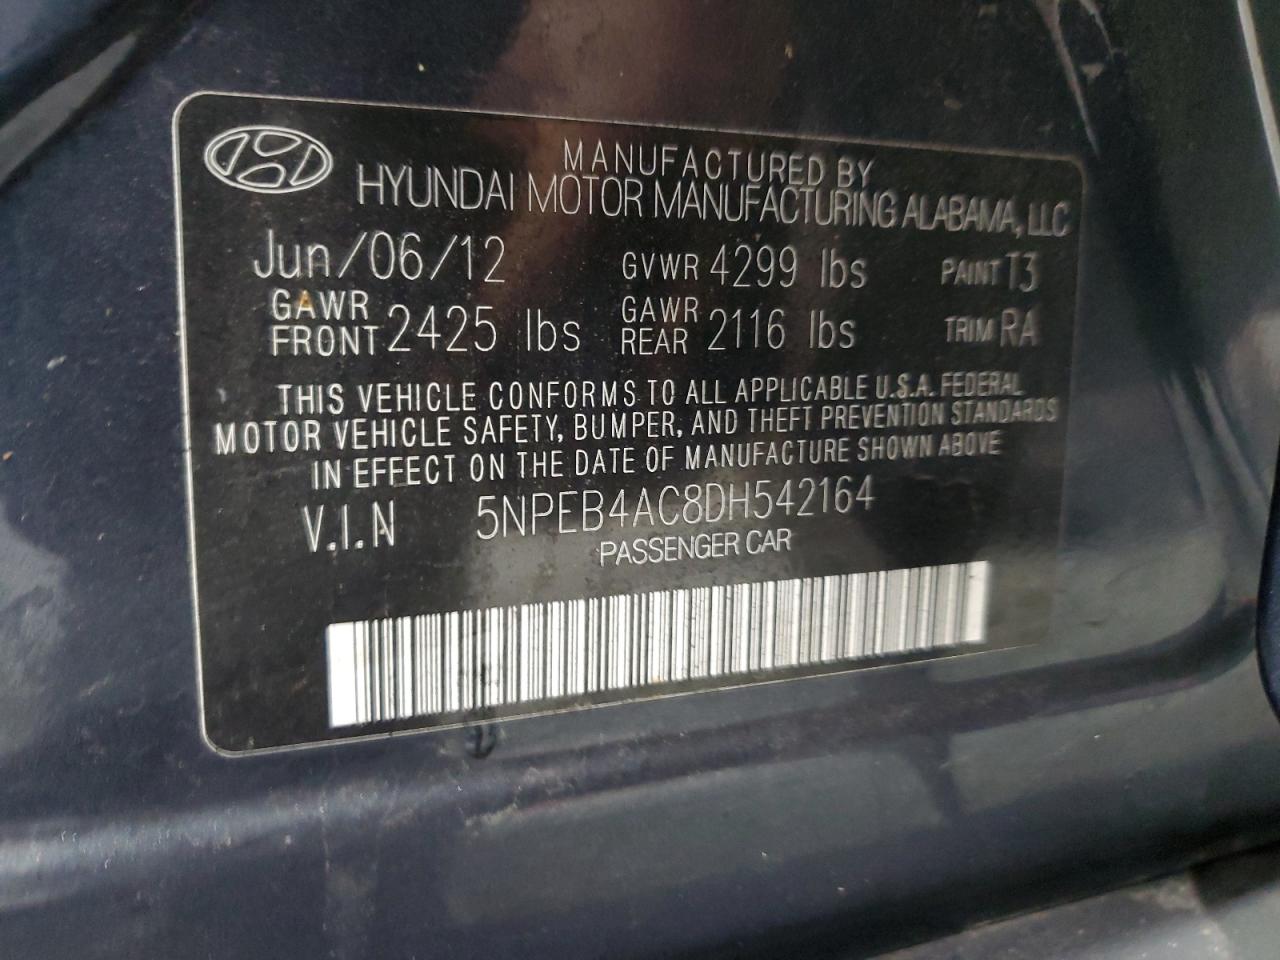 MANUFACTURED BY
HYUNDAI MOTOR MANUFACTURING ALABAMA, LLC
Jun/06/12 GVWR 4299 lbs PAINT T3
GAWR FRONT 2425 lbs GAWR REAR 2116 lbs TRIM RA
THIS VEHICLE CONFORMS TO ALL APPLICABLE U.S.A. FEDERAL
MOTOR VEHICLE SAFETY, BUMPER, AND THEFT PREVENTION STANDARDS
IN EFFECT ON THE DATE OF MANUFACTURE SHOWN ABOVE
V.I.N 5NPEB4AC8DH542164
PASSENGER CAR